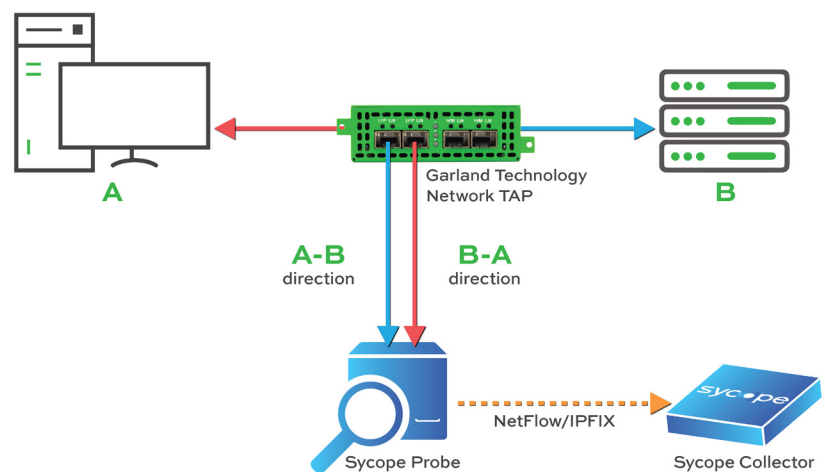 A
B
Garland Technology
Network TAP
A-B
direction
B-A
direction
sycope
NetFlow/IPFIX
Sycope Probe
Sycope Collector